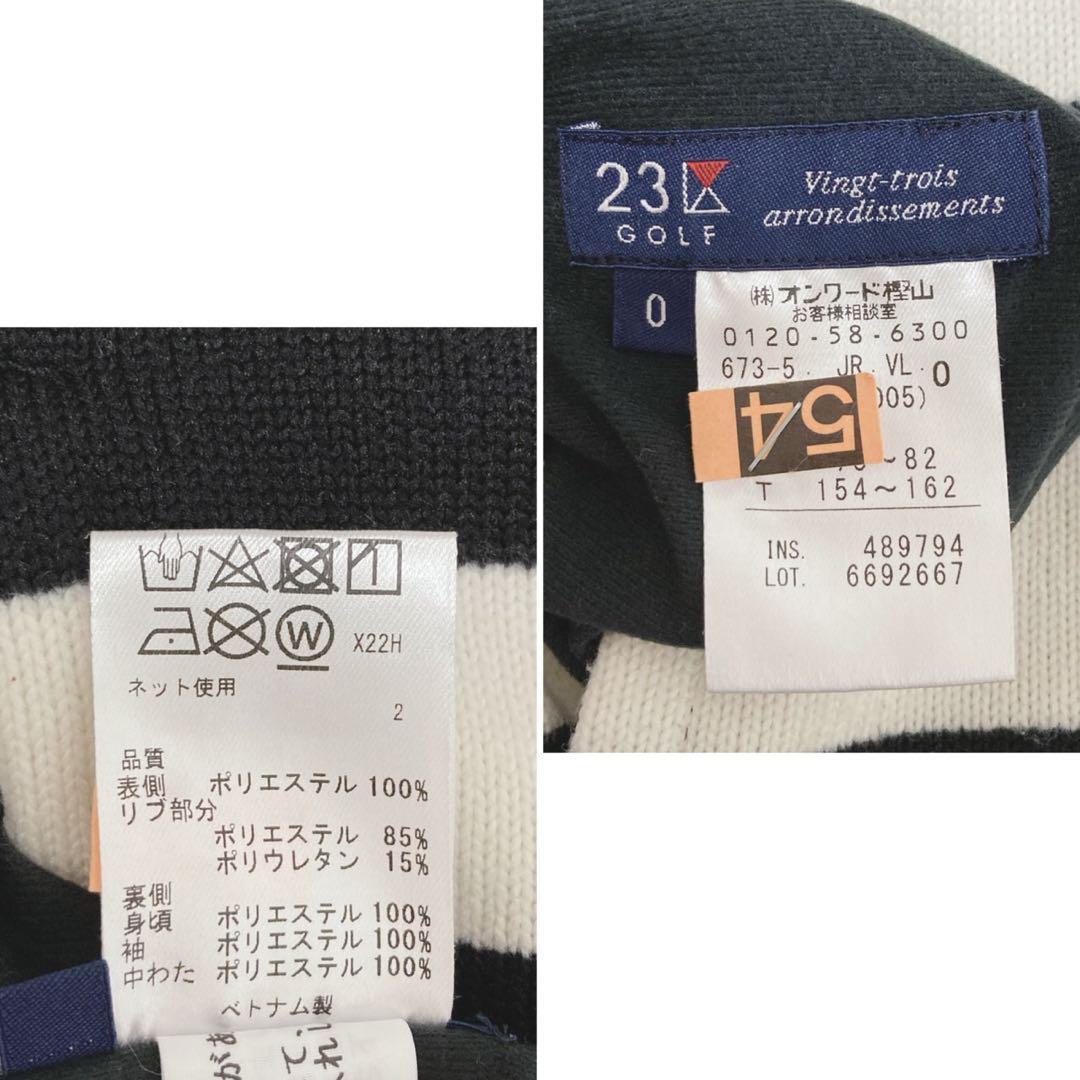 23区
GOLF
Vingt-trois
arrondissements
0
(株)オンワード樫山
お客様相談室
0120-58-6300
673-5. JR.VL.0
005)
54
~82
T 154~162
INS. 489794
LOT. 6692667
W X22H
ネット使用
2
品質
表側 ポリエステル 100%
リブ部分
ポリエステル 85%
ポリウレタン 15%
裏側
身頃 ポリエステル 100%
袖 ポリエステル 100%
中わた ポリエステル 100%
ベトナム製